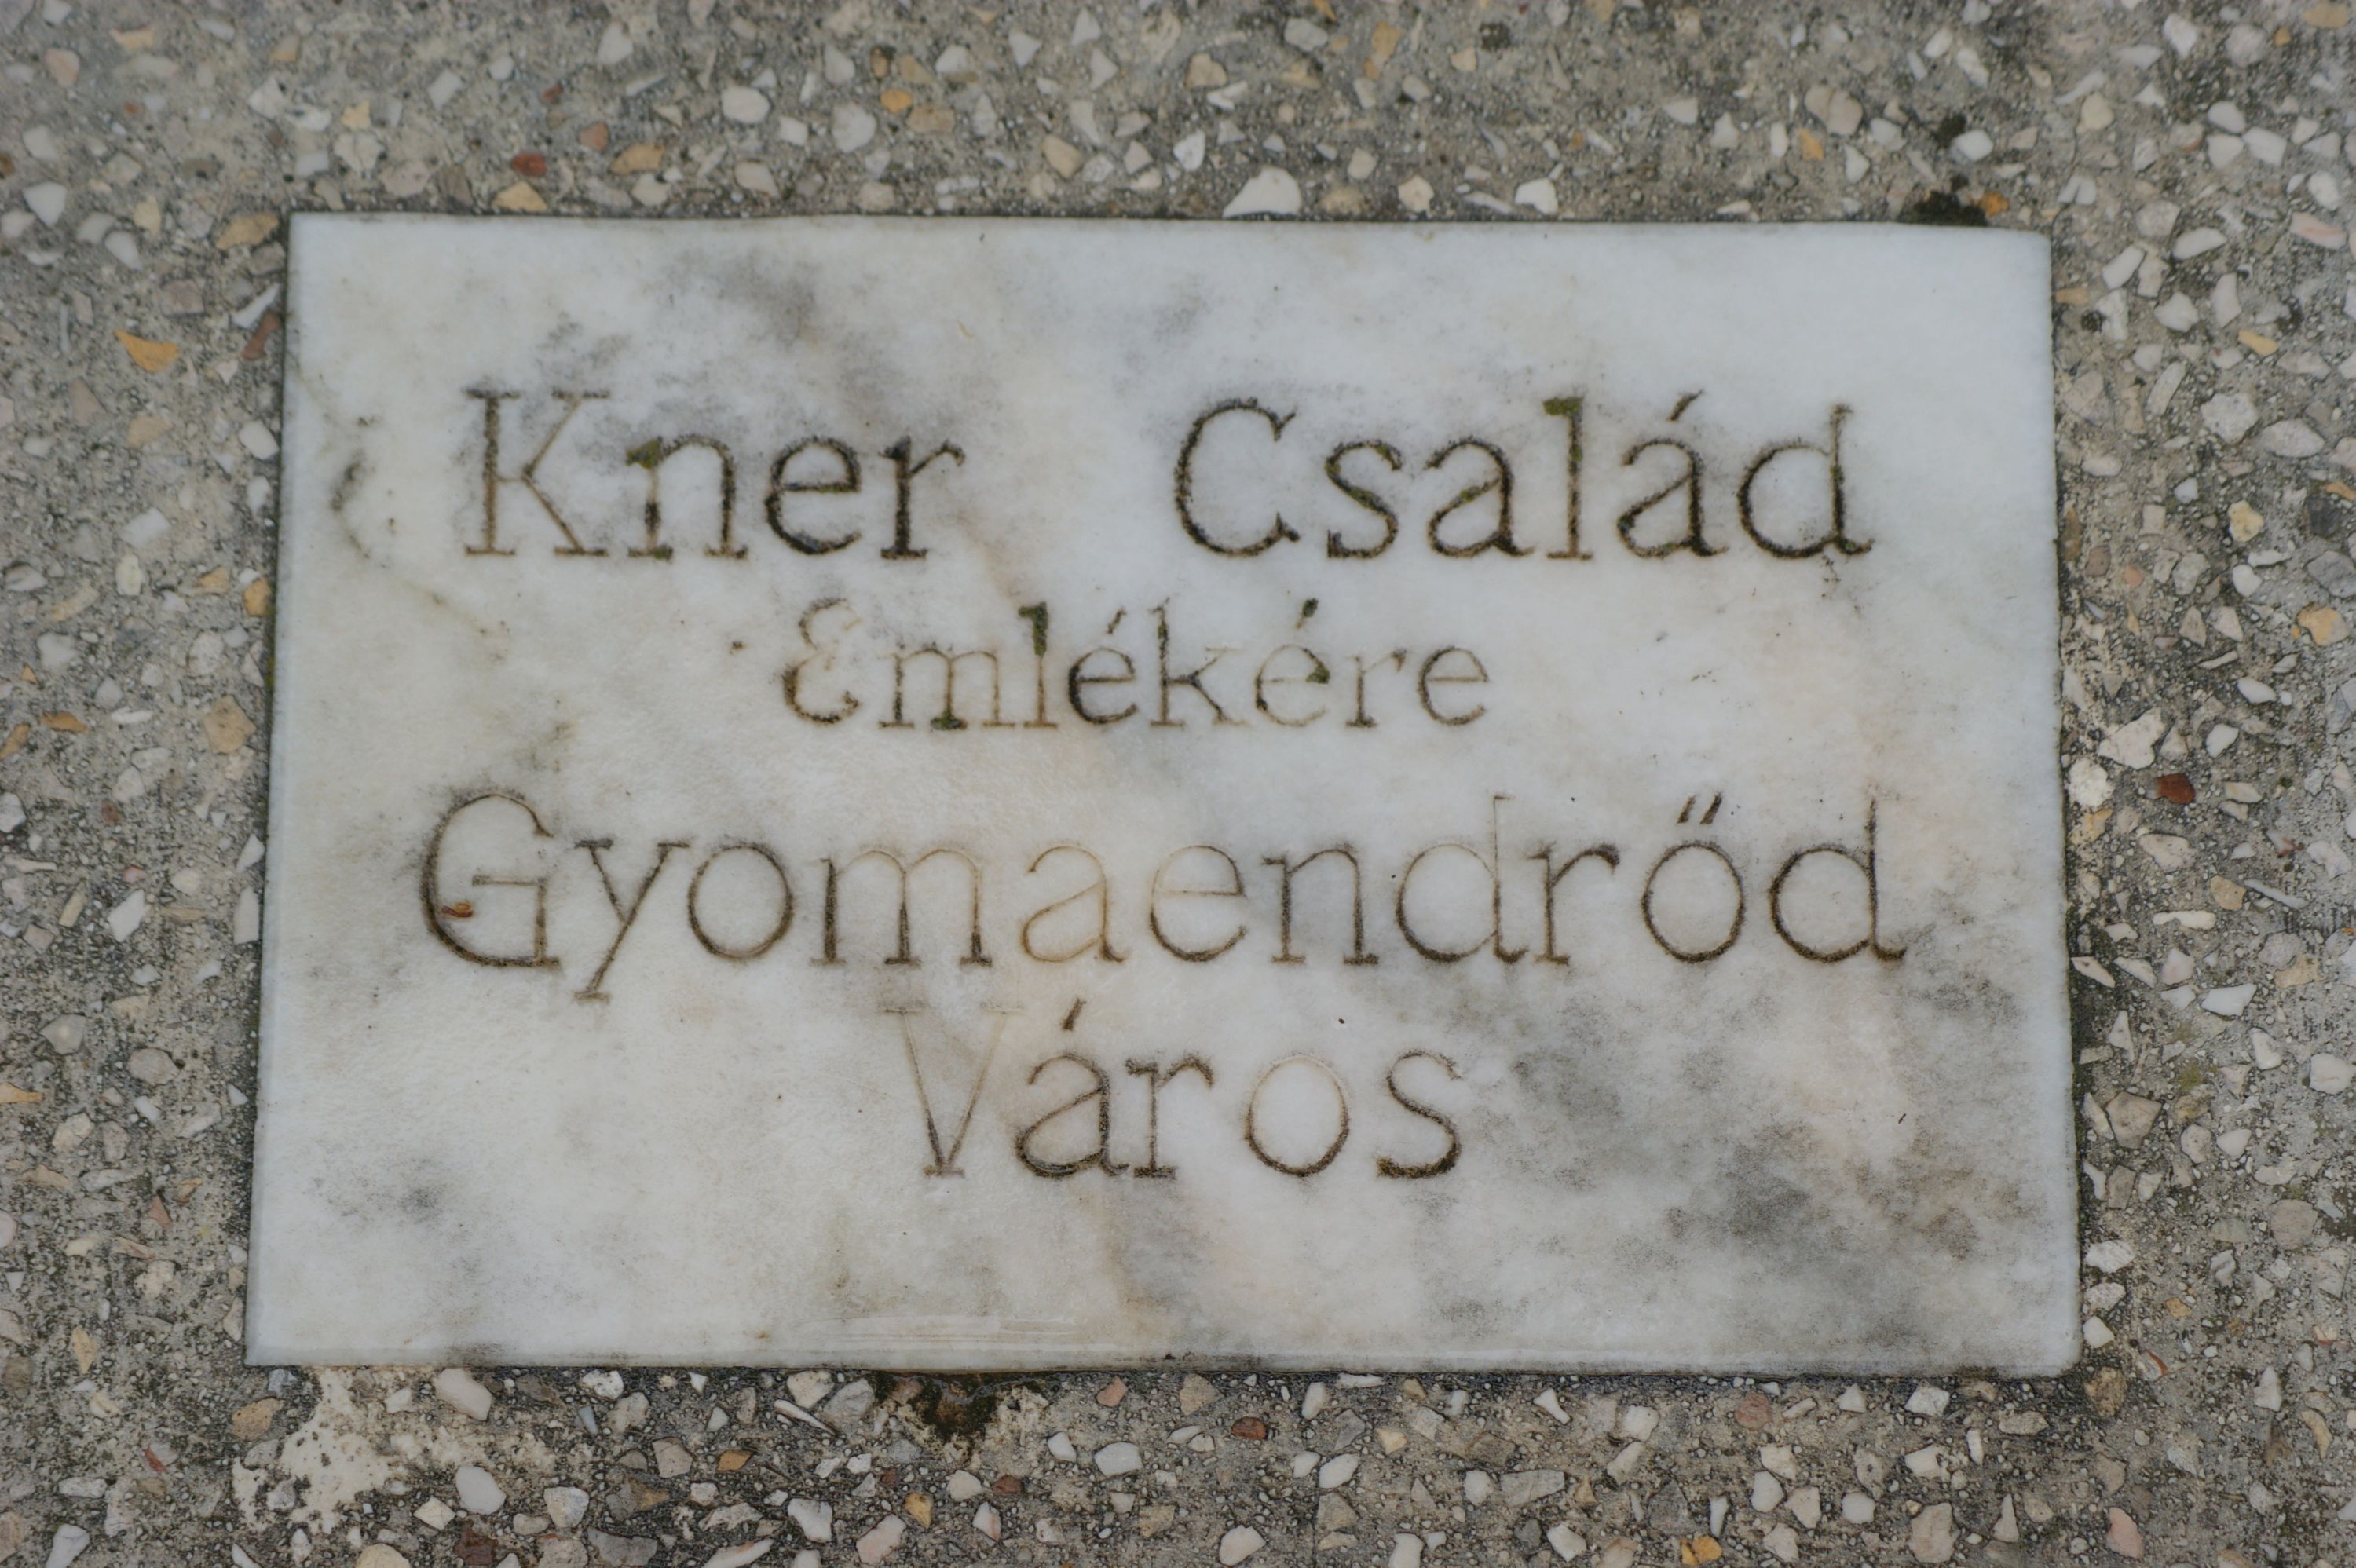 Kner Család
Emlékére
Gyomaendrőd
Város